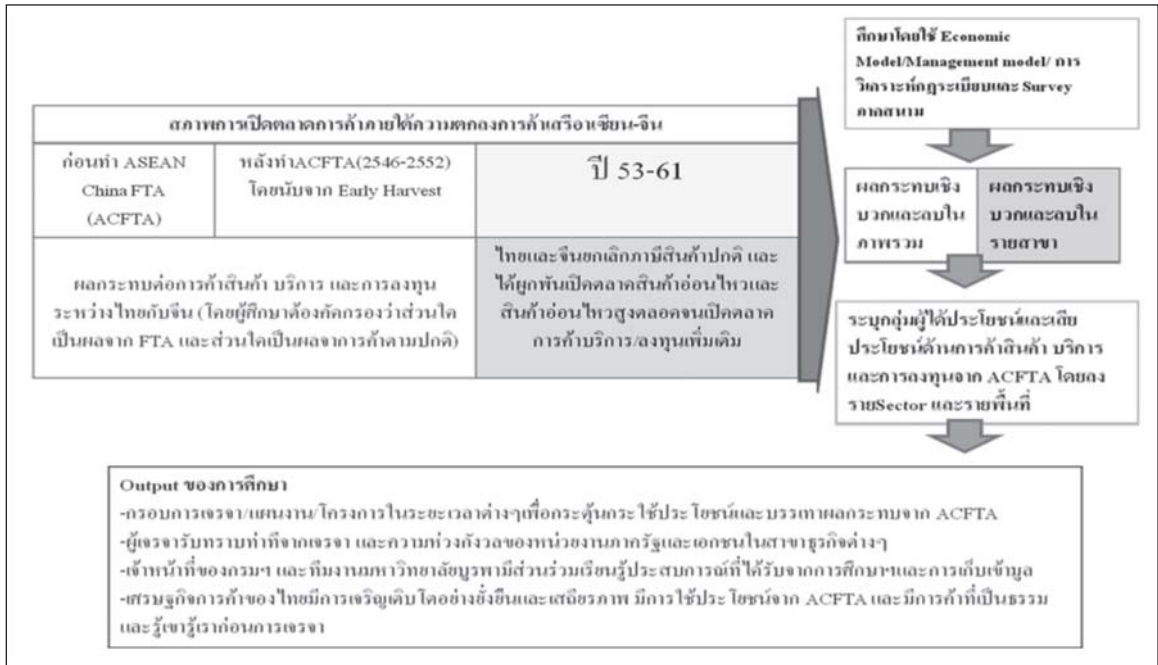 สภาพการเปิดตลาดการค้าภายใต้ความตกลงการค้าเสรีอาเซียน-จีน
ก่อนทำ ASEAN
China FTA
(ACFTA)
หลังทำACFTA(2546-2552)
โดยนับจาก Early Harvest
ปี 53-61
ผลกระทบต่อการค้าสินค้า บริการ และการลงทุน
ระหว่างไทยกับจีน (โดยผู้ศึกษาต้องคัดกรองว่าส่วนใด
เป็นผลจาก FTA และส่วนใดเป็นผลจาการค้าตามปกติ)
ไทยและจีนยกเลิกภาษีสินค้าปกติ และ
ได้ผูกพันเปิดตลาดสินค้าอ่อนไหวและ
สินค้าอ่อนไหวสูงตลอดจนเปิดตลาด
การค้าบริการ/ลงทุนเพิ่มเติม
ศึกษาโดยใช้ Economic
Model/Management model/ การ
วิเคราะห์กฎระเบียบและ Survey
ภาคสนาม
ผลกระทบเชิง
บวกและลบใน
ภาพรวม
ผลกระทบเชิง
บวกและลบใน
รายสาขา
ระบุกลุ่มผู้ได้ประโยชน์และเสีย
ประโยชน์ด้านการค้าสินค้า บริการ
และการลงทุนจาก ACFTA โดยลง
รายSector และรายพื้นที่
Output ของการศึกษา
-กรอบการเจรจา/แผนงาน/โครงการในระยะเวลาต่างๆเพื่อกระตุ้นกระใช้ประโยชน์และบรรเทาผลกระทบจาก ACFTA
-ผู้เจรจารับทราบท่าทีจากเจรจา และความห่วงกังวลของหน่วยงานภาครัฐและเอกชนในสาขาธุรกิจต่างๆ
-เจ้าหน้าที่ของกรมฯ และทีมงานมหาวิทยาลัยบูรพามีส่วนร่วมเรียนรู้ประสบการณ์ที่ได้รับจากการศึกษาฯและการเก็บเข้ามูล
-เศรษฐกิจการค้าของไทยมีการเจริญเติบโตอย่างยั่งยืนและเสถียรภาพ มีการใช้ประโยชน์จาก ACFTA และมีการค้าที่เป็นธรรม
และรู้เขารู้เราก่อนการเจรจา